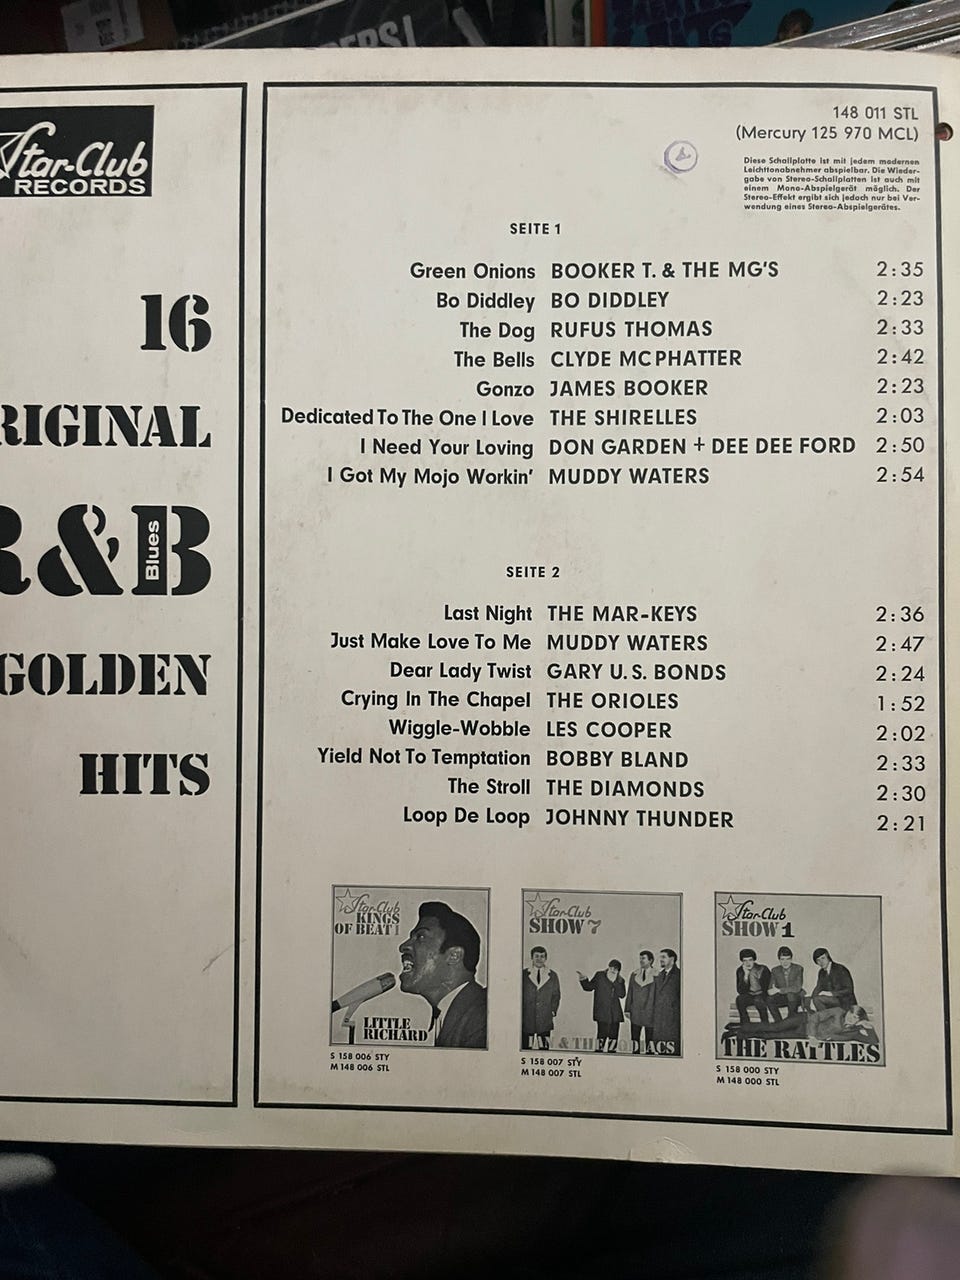 Star-Club
RECORDS
16
RIGINAL
R&B
Blues
GOLDEN
HITS
148 011 STL
(Mercury 125 970 MCL)
Diese Schallplatte ist mit jedem modernen
Leichttonabnehmer abspielbar. Die Wieder-
gabe von Stereo-Schallplatten ist auch mit
einem Mono-Abspielgerät möglich. Der
Stereo-Effekt ergibt sich jedoch nur bei Ver-
wendung eines Stereo-Abspielgerätes.
SEITE 1
Green Onions BOOKER T. & THE MG'S 2:35
Bo Diddley BO DIDDLEY 2:23
The Dog RUFUS THOMAS 2:33
The Bells CLYDE MCPHATTER 2:42
Gonzo JAMES BOOKER 2:23
Dedicated To The One I Love THE SHIRELLES 2:03
I Need Your Loving DON GARDEN + DEE DEE FORD 2:50
I Got My Mojo Workin' MUDDY WATERS 2:54
SEITE 2
Last Night THE MAR-KEYS 2:36
Just Make Love To Me MUDDY WATERS 2:47
Dear Lady Twist GARY U.S. BONDS 2:24
Crying In The Chapel THE ORIOLES 1:52
Wiggle-Wobble LES COOPER 2:02
Yield Not To Temptation BOBBY BLAND 2:33
The Stroll THE DIAMONDS 2:30
Loop De Loop JOHNNY THUNDER 2:21
Star-Club
KINGS
OF BEAT 1
LITTLE
RICHARD
S 158 006 STY
M 148 006 STL
Star-Club
SHOW 7
IAN & THE ZODIACS
S 158 007 STY
M 148 007 STL
Star-Club
SHOW 1
THE RATTLES
S 158 000 STY
M 148 000 STL